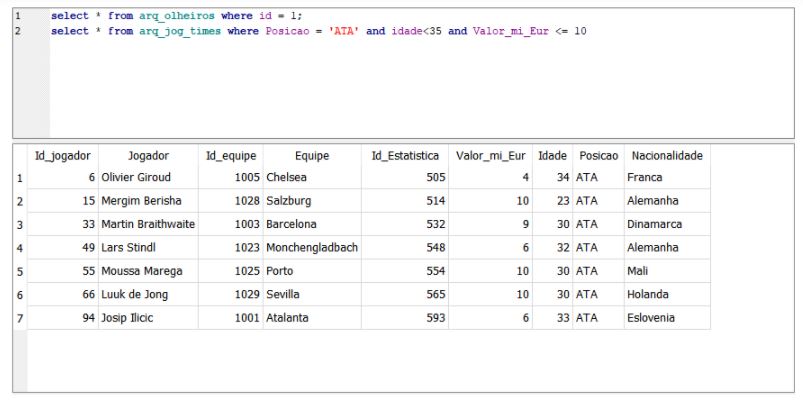 1 select * from arq_olheiros where id = 1;
2 select * from arq_jog_times where Posicao = 'ATA' and idade<35 and Valor_mi_Eur <= 10
Id_jogador Jogador Id_equipe Equipe Id_Estatistica Valor_mi_Eur Idade Posicao Nacionalidade
1 6 Olivier Giroud 1005 Chelsea 505 4 34 ATA Franca
2 15 Mergim Berisha 1028 Salzburg 514 10 23 ATA Alemanha
3 33 Martin Braithwaite 1003 Barcelona 532 9 30 ATA Dinamarca
4 49 Lars Stindl 1023 Monchengladbach 548 6 32 ATA Alemanha
5 55 Moussa Marega 1025 Porto 554 10 30 ATA Mali
6 66 Luuk de Jong 1029 Sevilla 565 10 30 ATA Holanda
7 94 Josip Ilicic 1001 Atalanta 593 6 33 ATA Eslovenia